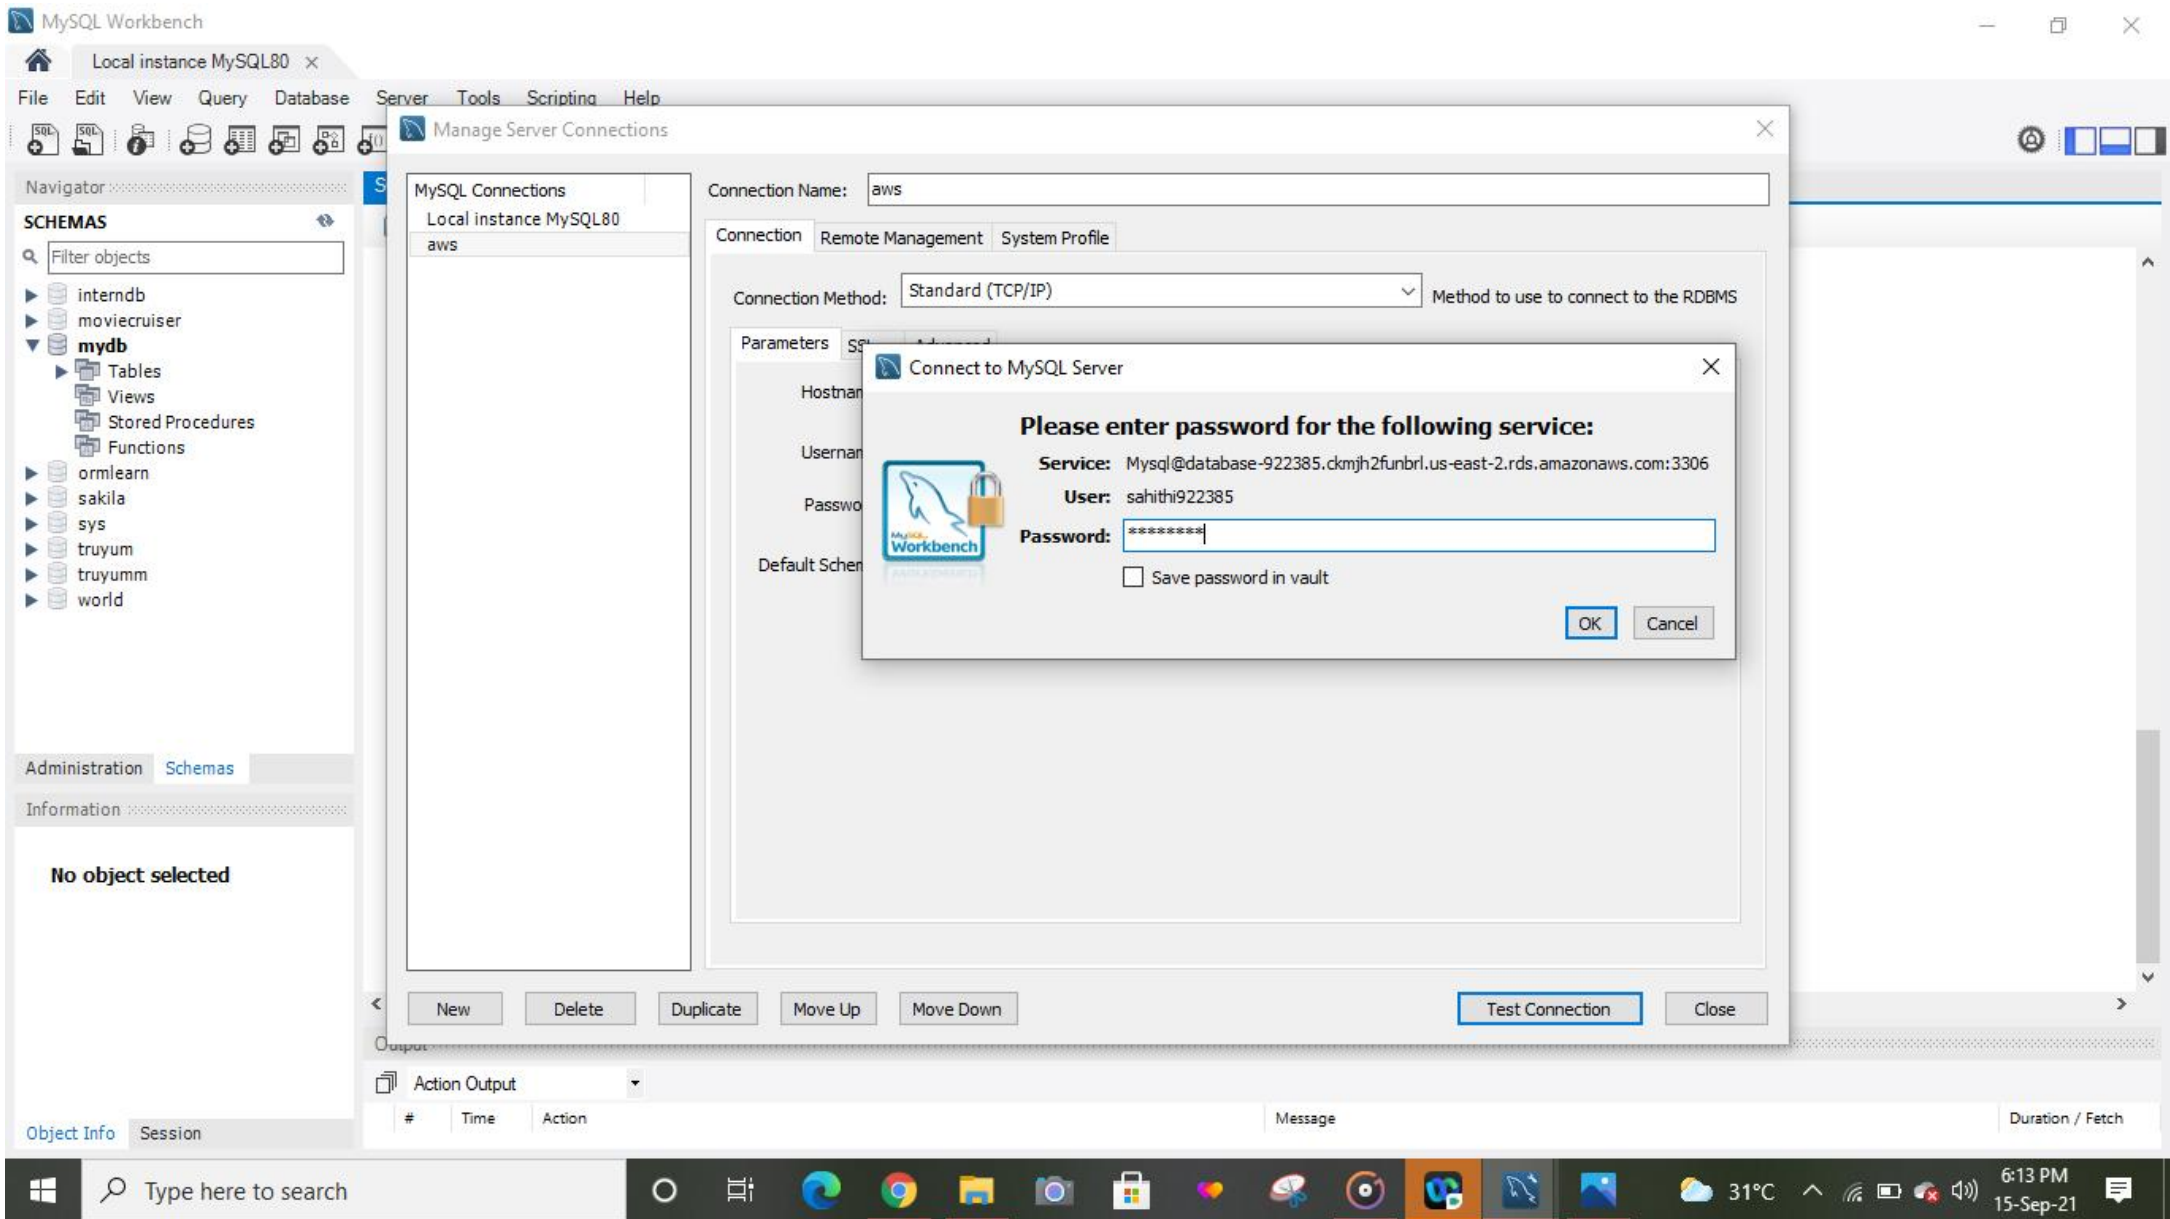 MySQL Workbench
Local instance MySQL80
File Edit View Query Database Server Tools Scripting Help
Manage Server Connections
Navigator
SCHEMAS
Filter objects
interndb
moviecruiser
mydb
Tables
Views
Stored Procedures
Functions
ormlearn
sakila
sys
truyum
truyumm
world
Administration Schemas
Information
No object selected
Object Info Session
MySQL Connections
Local instance MySQL80
aws
Connection Name: aws
Connection Remote Management System Profile
Connection Method: Standard (TCP/IP) Method to use to connect to the RDBMS
Parameters
Connect to MySQL Server
Please enter password for the following service:
Service: Mysql@database-922385.ckmjh2funbrl.us-east-2.rds.amazonaws.com:3306
User: sahithi922385
Password: ********
Save password in vault
MySQL
Workbench
OK Cancel
New Delete Duplicate Move Up Move Down Test Connection Close
Output
Action Output
# Time Action Message Duration / Fetch
Type here to search
31°C
6:13 PM
15-Sep-21